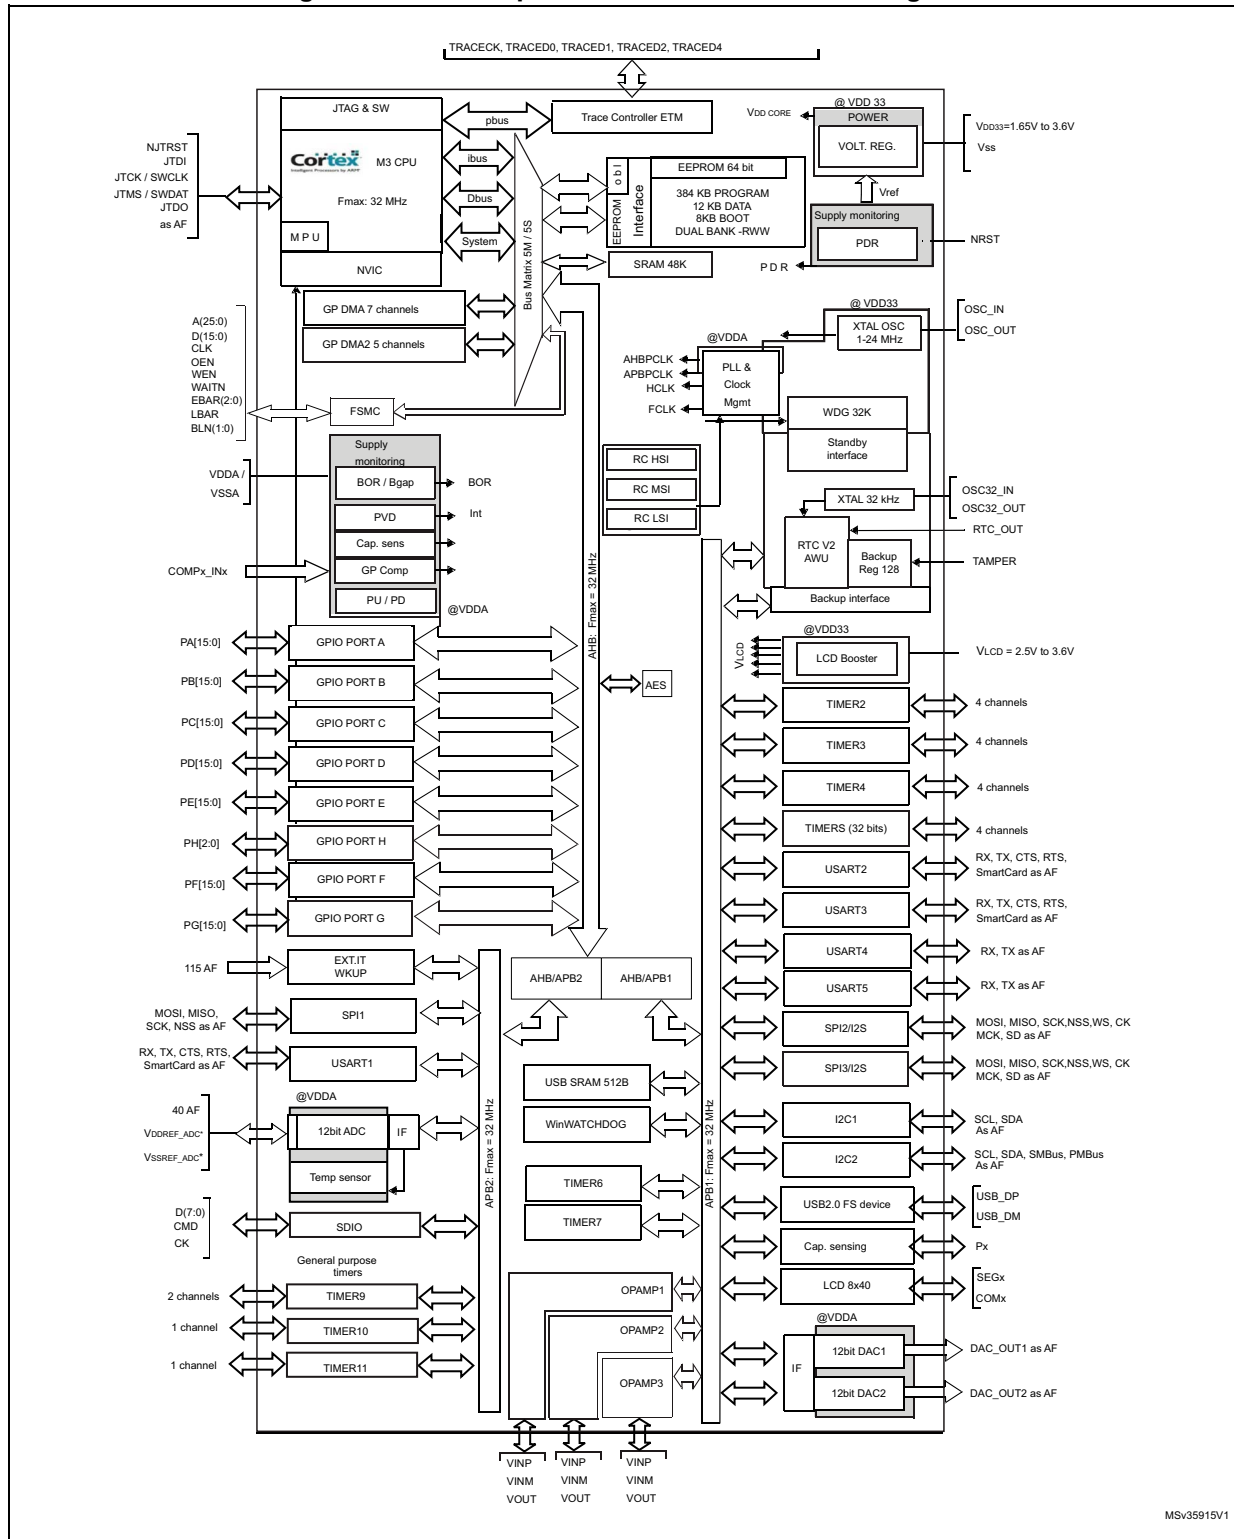 TRACECK, TRACED0, TRACED1, TRACED2, TRACED4
JTAG & SW
pbus
Trace Controller ETM
VDD CORE
@ VDD 33
POWER
VOLT. REG.
VDD33=1.65V to 3.6V
Vss
NJTRST
JTDI
JTCK / SWCLK
JTMS / SWDAT
JTDO
as AF
Cortex
Intelligent Processors by ARM
M3 CPU
Fmax: 32 MHz
M P U
NVIC
ibus
Dbus
System
Bus Matrix 5M / 5S
EEPROM
o b l
Interface
EEPROM 64 bit
384 KB PROGRAM
12 KB DATA
8KB BOOT
DUAL BANK -RWW
SRAM 48K
Vref
Supply monitoring
PDR
NRST
P D R
GP DMA 7 channels
GP DMA2 5 channels
A(25:0)
D(15:0)
CLK
OEN
WEN
WAITN
EBAR(2:0)
LBAR
BLN(1:0)
FSMC
@ VDD33
XTAL OSC
1-24 MHz
OSC_IN
OSC_OUT
@VDDA
AHBPCLK
APBPCLK
HCLK
FCLK
PLL &
Clock
Mgmt
WDG 32K
Standby
interface
RC HSI
RC MSI
RC LSI
Supply
monitoring
VDDA /
VSSA
BOR / Bgap
BOR
PVD
Int
Cap. sens
COMPx_INx
GP Comp
PU / PD
@VDDA
XTAL 32 kHz
OSC32_IN
OSC32_OUT
RTC_OUT
RTC V2
AWU
Backup
Reg 128
TAMPER
Backup interface
AHB: Fmax = 32 MHz
PA[15:0]
GPIO PORT A
PB[15:0]
GPIO PORT B
PC[15:0]
GPIO PORT C
PD[15:0]
GPIO PORT D
PE[15:0]
GPIO PORT E
PH[2:0]
GPIO PORT H
PF[15:0]
GPIO PORT F
PG[15:0]
GPIO PORT G
AES
@VDD33
VLCD
LCD Booster
VLCD = 2.5V to 3.6V
TIMER2
4 channels
TIMER3
4 channels
TIMER4
4 channels
TIMERS (32 bits)
4 channels
USART2
RX, TX, CTS, RTS,
SmartCard as AF
USART3
RX, TX, CTS, RTS,
SmartCard as AF
USART4
RX, TX as AF
USART5
RX, TX as AF
SPI2/I2S
MOSI, MISO, SCK,NSS,WS, CK
MCK, SD as AF
SPI3/I2S
MOSI, MISO, SCK,NSS,WS, CK
MCK, SD as AF
I2C1
SCL, SDA
As AF
I2C2
SCL, SDA, SMBus, PMBus
As AF
USB2.0 FS device
USB_DP
USB_DM
Cap. sensing
Px
LCD 8x40
SEGx
COMx
@VDDA
IF
12bit DAC1
DAC_OUT1 as AF
12bit DAC2
DAC_OUT2 as AF
115 AF
EXT.IT
WKUP
AHB/APB2
AHB/APB1
MOSI, MISO,
SCK, NSS as AF
SPI1
RX, TX, CTS, RTS,
SmartCard as AF
USART1
USB SRAM 512B
WinWATCHDOG
TIMER6
TIMER7
@VDDA
40 AF
VDDREF_ADC*
VSSREF_ADC*
12bit ADC
IF
Temp sensor
APB2: Fmax = 32 MHz
APB1: Fmax = 32 MHz
D(7:0)
CMD
CK
SDIO
General purpose
timers
2 channels
TIMER9
1 channel
TIMER10
1 channel
TIMER11
OPAMP1
OPAMP2
OPAMP3
VINP
VINM
VOUT
VINP
VINM
VOUT
VINP
VINM
VOUT
MSv35915V1